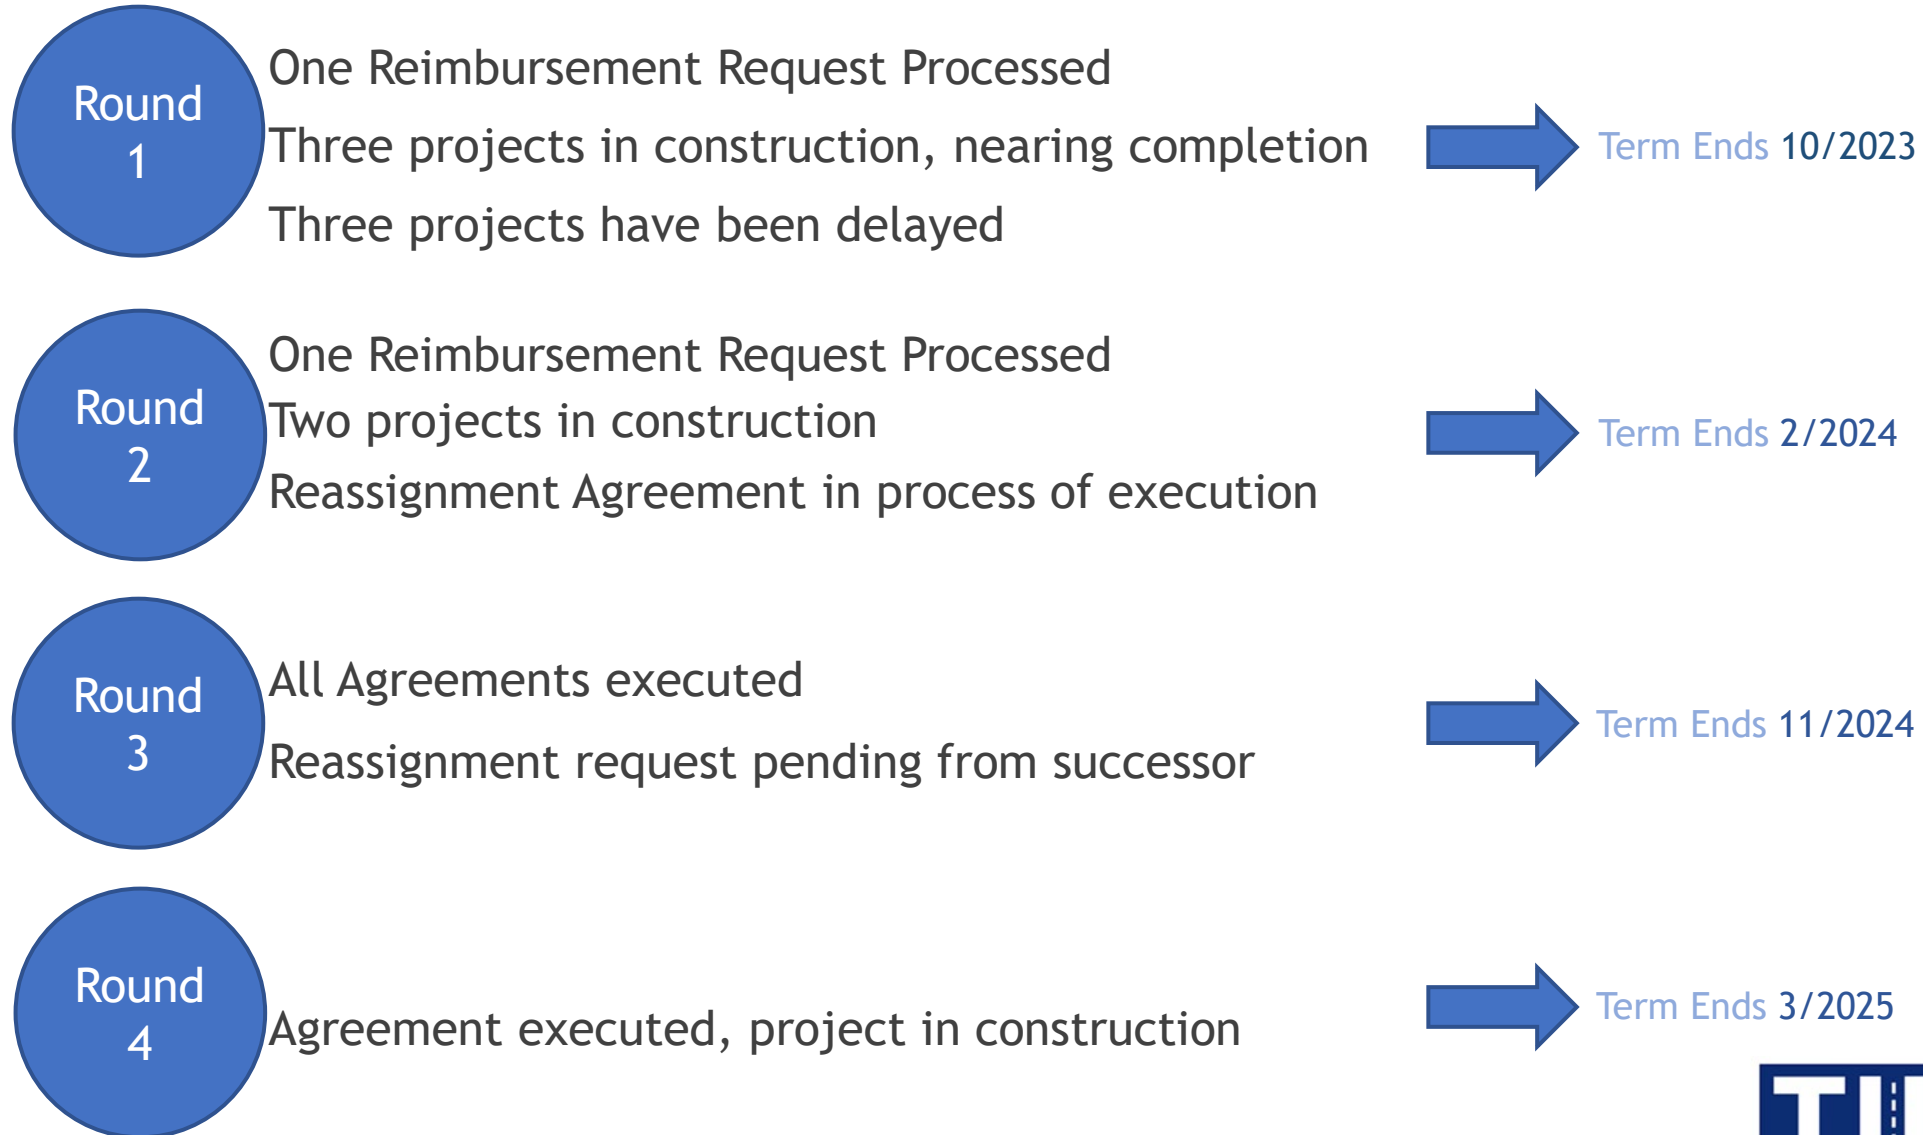 Round
1
One Reimbursement Request Processed
Three projects in construction, nearing completion
Three projects have been delayed
Term Ends 10/2023
Round
2
One Reimbursement Request Processed
Two projects in construction
Reassignment Agreement in process of execution
Term Ends 2/2024
Round
3
All Agreements executed
Reassignment request pending from successor
Term Ends 11/2024
Round
4
Agreement executed, project in construction
Term Ends 3/2025